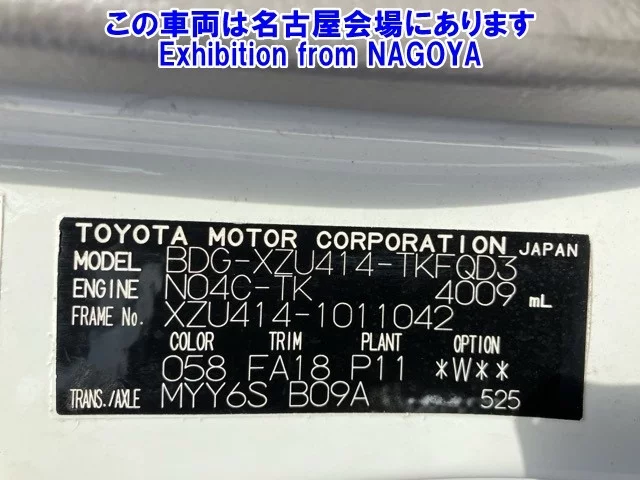 この車両は名古屋会場にあります
Exhibition from NAGOYA
TOYOTA MOTOR CORPORATION JAPAN
MODEL BDG-XZU414-TKFQD3
ENGINE N04C-TK 4009 mL
FRAME No. XZU414-1011042
COLOR TRIM PLANT OPTION
058 FA18 P11 *W**
TRANS./AXLE MYY6S B09A 525